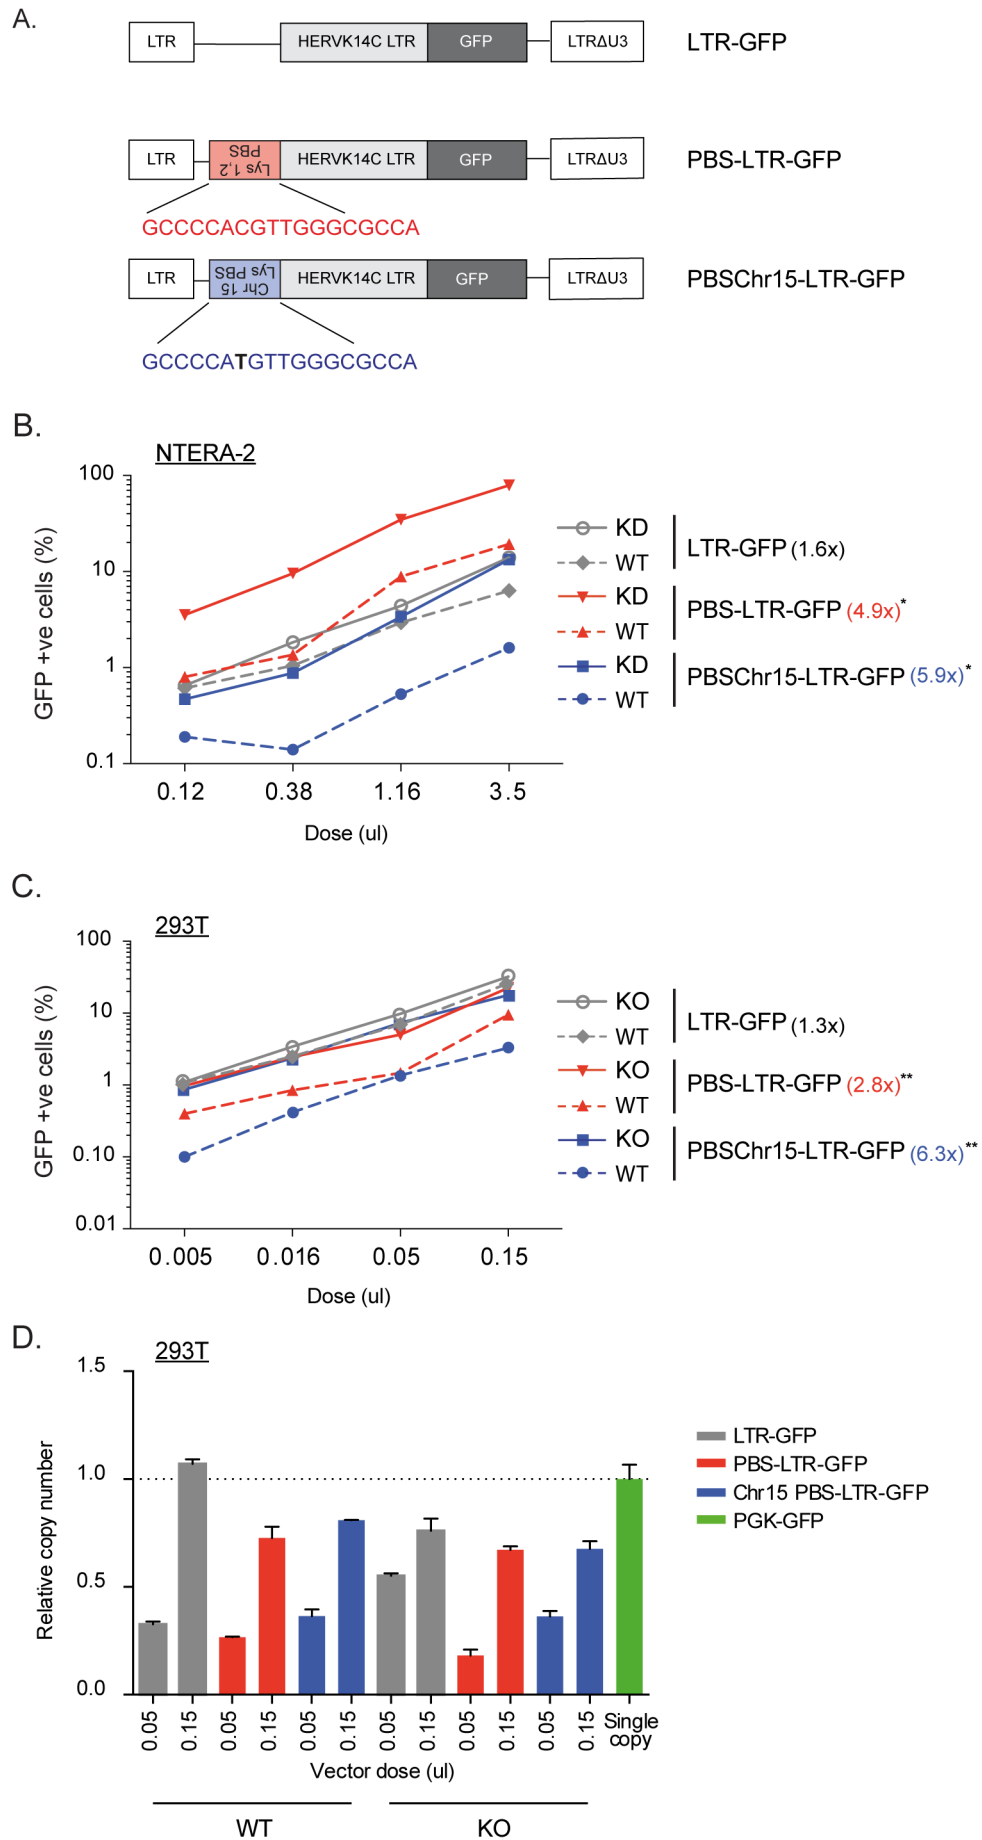 A.
LTR HERVK14C LTR GFP LTRΔU3 LTR-GFP
LTR Lys 1,2 PBS HERVK14C LTR GFP LTRΔU3 PBS-LTR-GFP
GCCCCACGTTGGGCGCCA
LTR Chr 15 Lys PBS HERVK14C LTR GFP LTRΔU3 PBSChr15-LTR-GFP
GCCCCATGTTGGGCGCCA
B.
NTERA-2
GFP +ve cells (%)
100
10
1
0.1
0.12 0.38 1.16 3.5
Dose (ul)
KD
WT
LTR-GFP (1.6x)
KD
WT
PBS-LTR-GFP (4.9x)*
KD
WT
PBSChr15-LTR-GFP (5.9x)*
C.
293T
GFP +ve cells (%)
100
10
1
0.10
0.01
0.005 0.016 0.05 0.15
Dose (ul)
KO
WT
LTR-GFP (1.3x)
KO
WT
PBS-LTR-GFP (2.8x)**
KO
WT
PBSChr15-LTR-GFP (6.3x)**
D.
293T
Relative copy number
1.5
1.0
0.5
0.0
0.05 0.15 0.05 0.15 0.05 0.15 0.05 0.15 0.05 0.15 0.05 0.15 Single copy
Vector dose (ul)
WT KO
LTR-GFP
PBS-LTR-GFP
Chr15 PBS-LTR-GFP
PGK-GFP